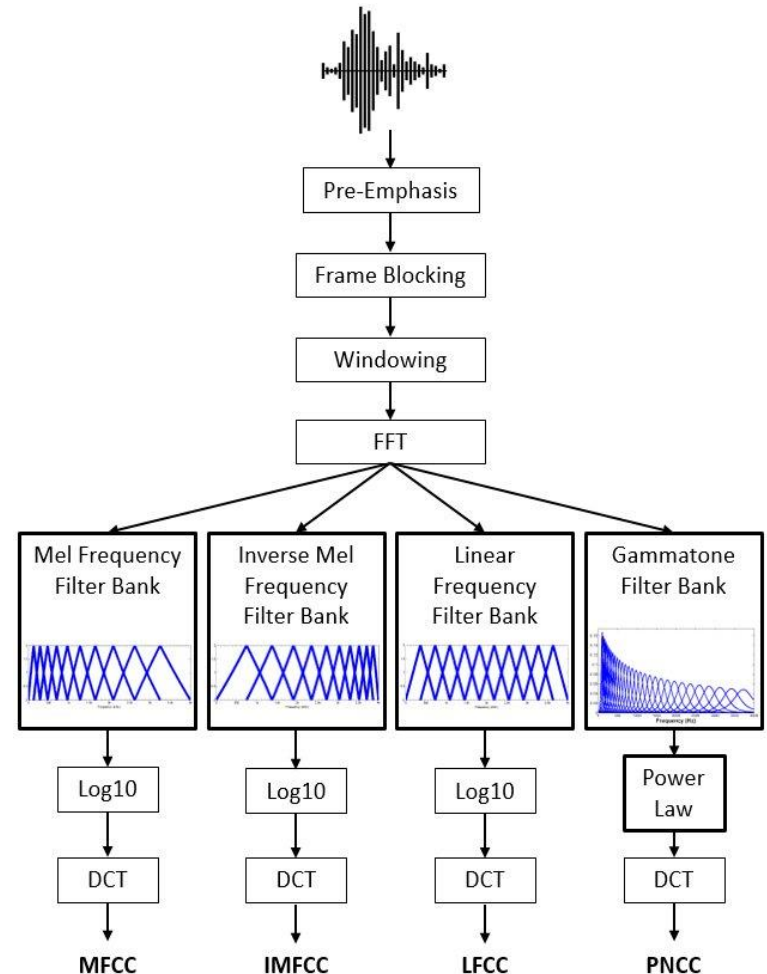 Pre-Emphasis
Frame Blocking
Windowing
FFT
Mel Frequency
Filter Bank
Inverse Mel
Frequency
Filter Bank
Linear
Frequency
Filter Bank
Gammatone
Filter Bank
Frequency (Hz)
Log10
Log10
Log10
Power
Law
DCT
DCT
DCT
DCT
MFCC
IMFCC
LFCC
PNCC